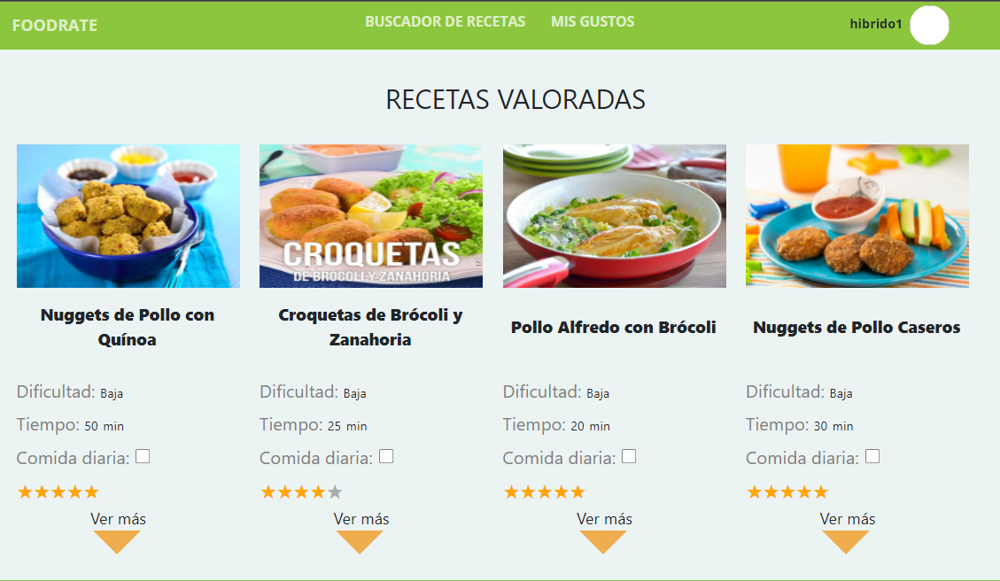 FOODRATE
BUSCADOR DE RECETAS
MIS GUSTOS
hibrido1
RECETAS VALORADAS
CROQUETAS
DE BROCOLI Y ZANAHORIA
Nuggets de Pollo con
Quínoa
Dificultad: Baja
Tiempo: 50 min
Comida diaria:
Ver más
Croquetas de Brócoli y
Zanahoria
Dificultad: Baja
Tiempo: 25 min
Comida diaria:
Ver más
Pollo Alfredo con Brócoli
Dificultad: Baja
Tiempo: 20 min
Comida diaria:
Ver más
Nuggets de Pollo Caseros
Dificultad: Baja
Tiempo: 30 min
Comida diaria:
Ver más